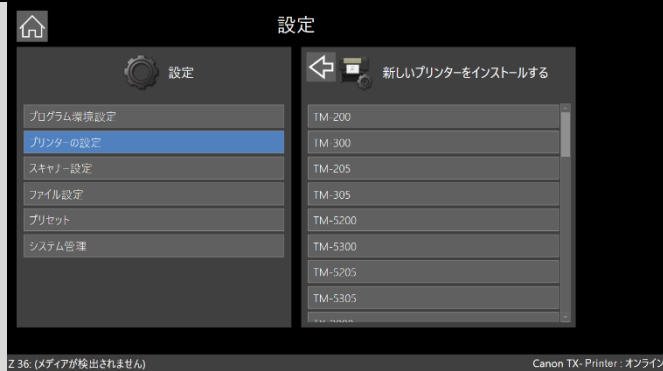 設定
設定
プログラム環境設定
プリンターの設定
スキャナー設定
ファイル設定
プリセット
システム管理
新しいプリンターをインストールする
TM-200
TM-300
TM-205
TM-305
TM-5200
TM-5300
TM-5205
TM-5305
Z 36: (メディアが検出されません)
Canon TX- Printer : オンライン